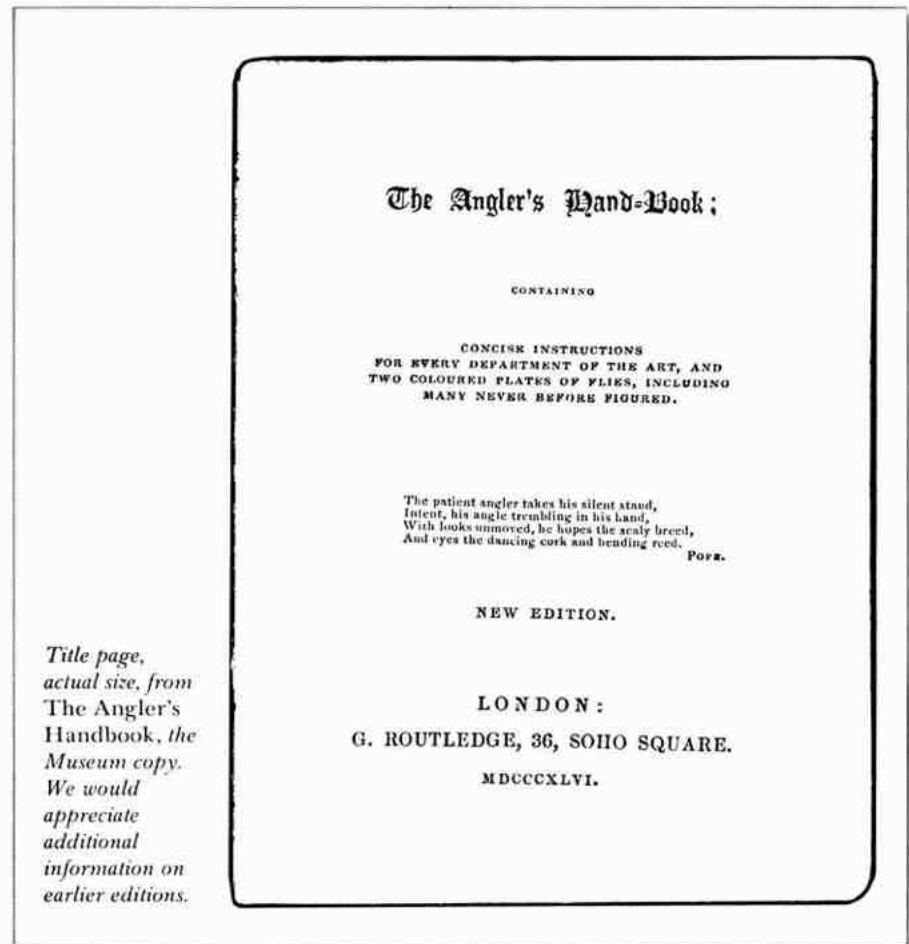 The Angler's Hand-Book;
CONTAINING
CONCISE INSTRUCTIONS
FOR EVERY DEPARTMENT OF THE ART, AND
TWO COLOURED PLATES OF FLIES, INCLUDING
MANY NEVER BEFORE FIGURED.
The patient angler takes his silent stand,
Intent, his angle trembling in his hand,
With looks unmoved, he hopes the scaly breed,
And eyes the dancing cork and bending reed.
POPE.
NEW EDITION.
LONDON:
G. ROUTLEDGE, 36, SOHO SQUARE.
MDCCCXLVI.
Title page,
actual size, from
The Angler's
Handbook, the
Museum copy.
We would
appreciate
additional
information on
earlier editions.